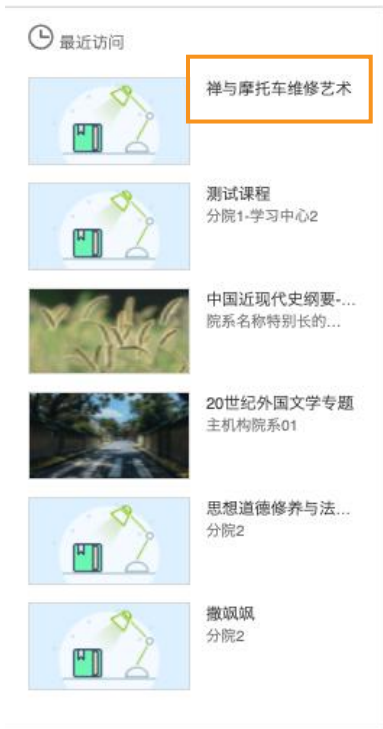 最近访问
禅与摩托车维修艺术
测试课程
分院1-学习中心2
中国近现代史纲要-...
院系名称特别长的...
20世纪外国文学专题
主机构院系01
思想道德修养与法...
分院2
撒飒飒
分院2